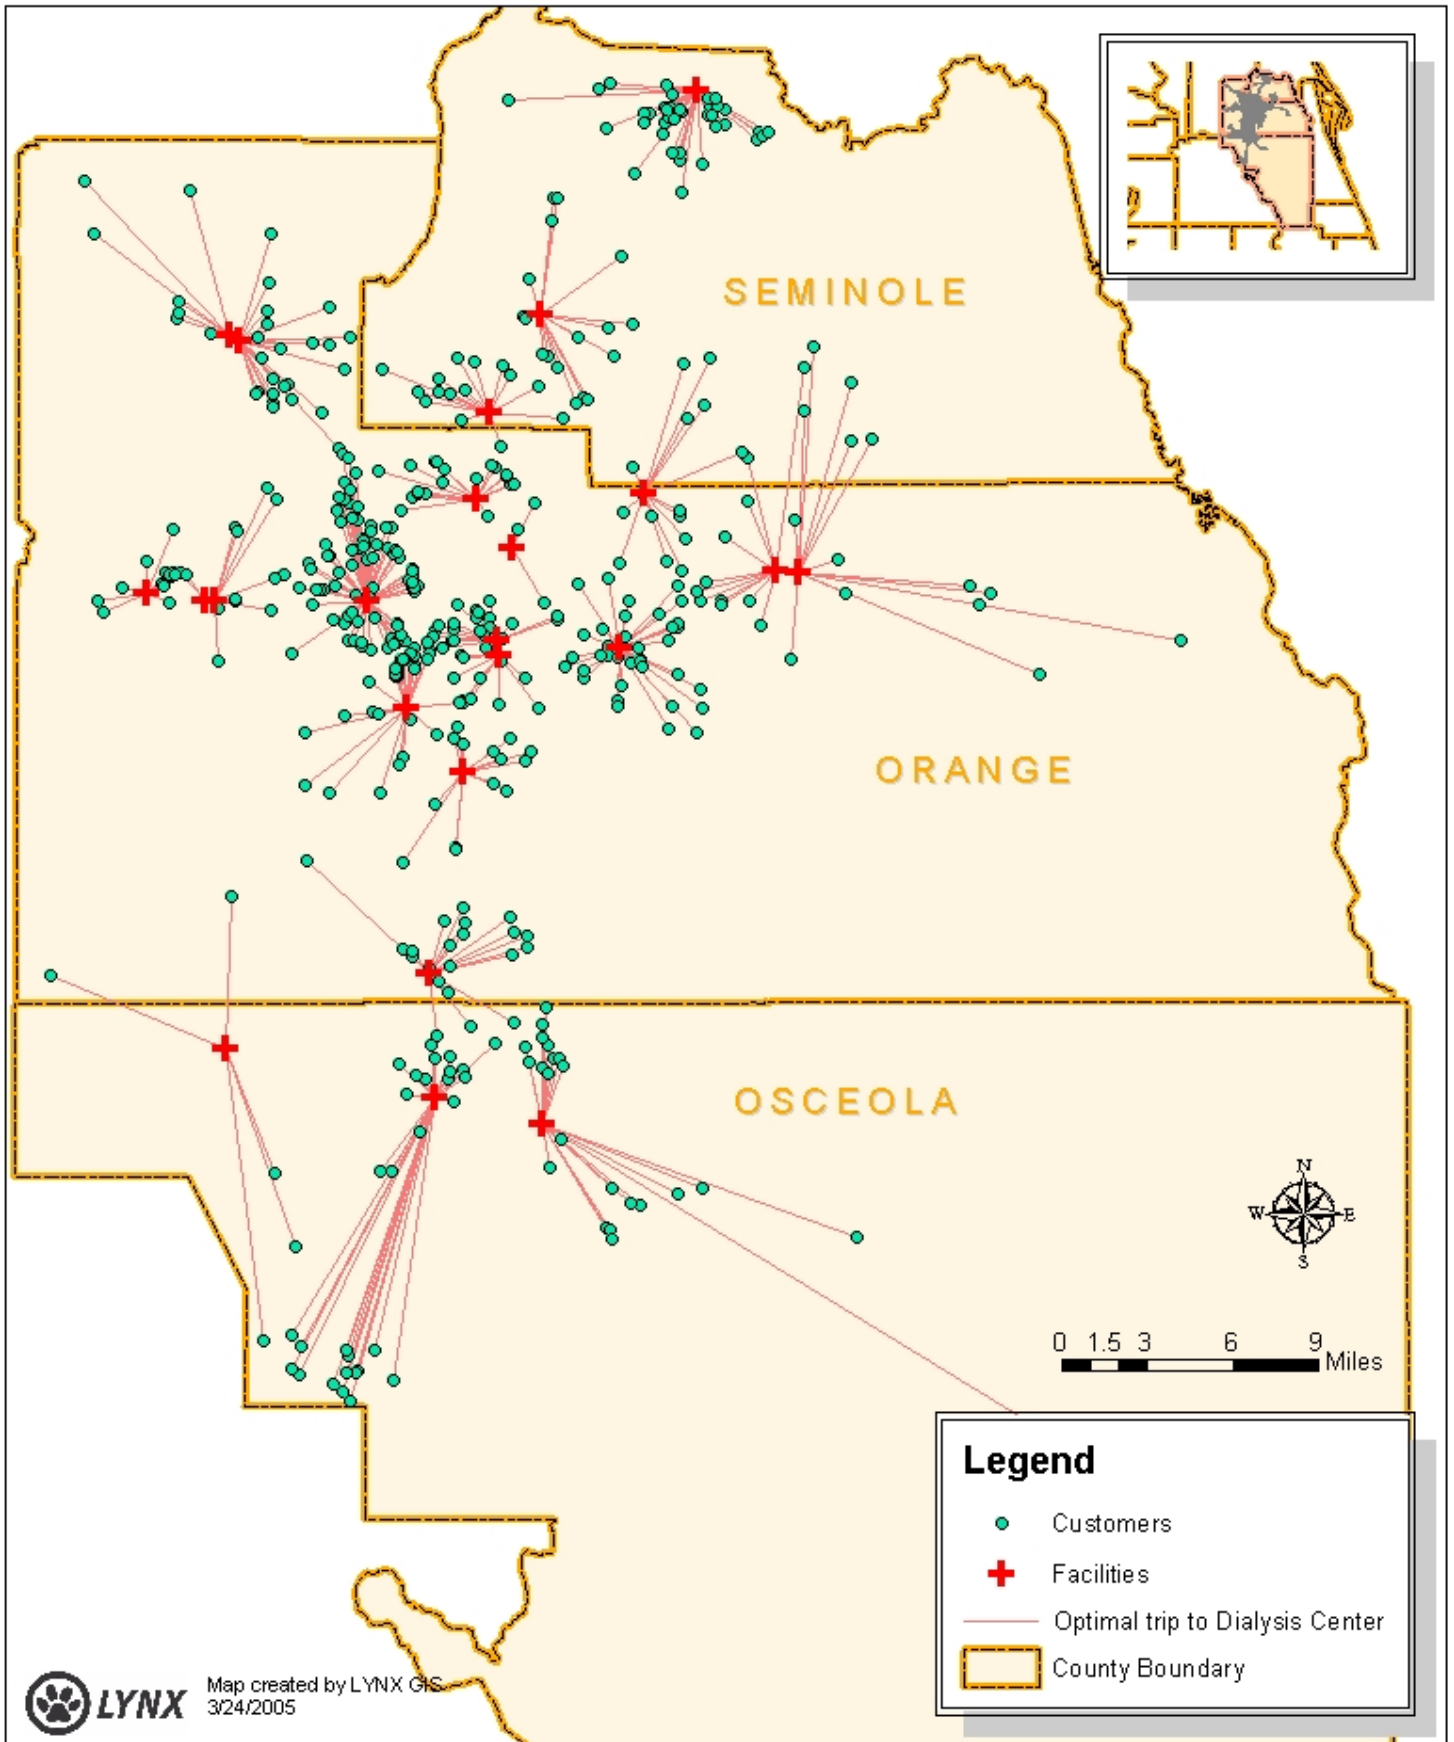 SEMINOLE
ORANGE
OSCEOLA
N
W E
S
0 1.5 3 6 9
Miles
Legend
Customers
Facilities
Optimal trip to Dialysis Center
County Boundary
LYNX
Map created by LYNX GIS
3/24/2005